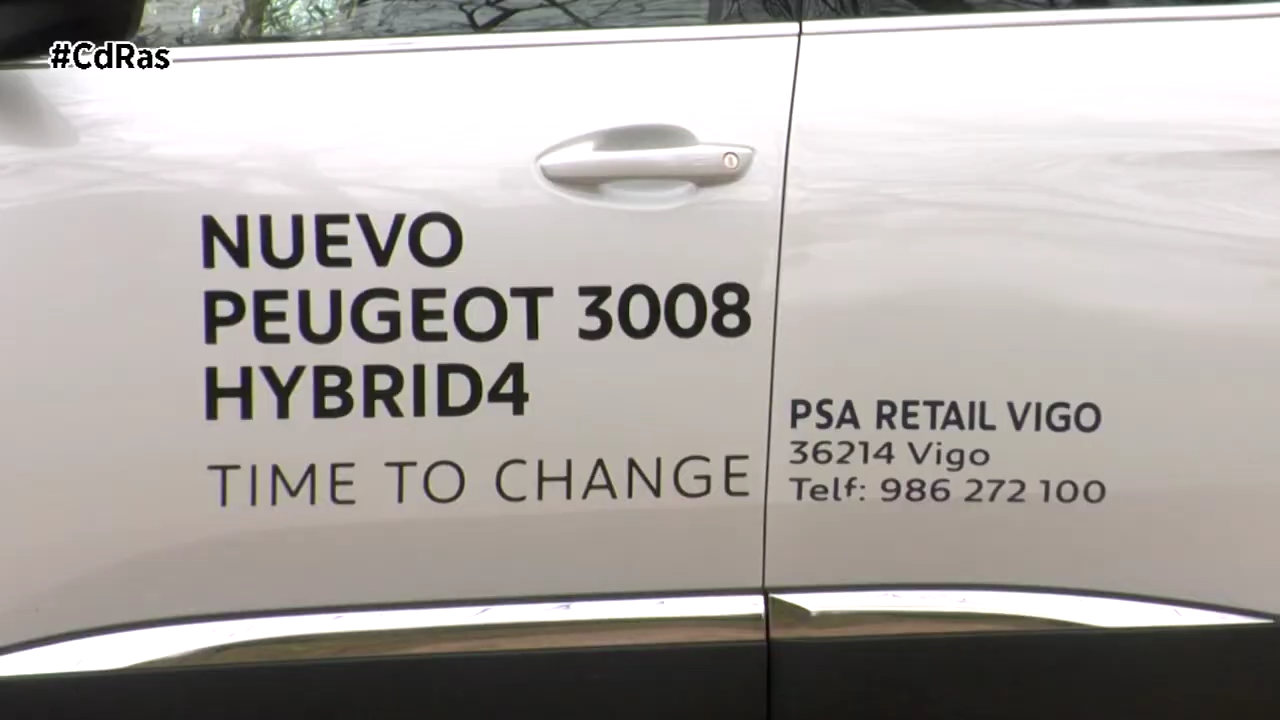 #CdRas
NUEVO
PEUGEOT 3008
HYBRID4
TIME TO CHANGE
PSA RETAIL VIGO
36214 Vigo
Telf: 986 272 100